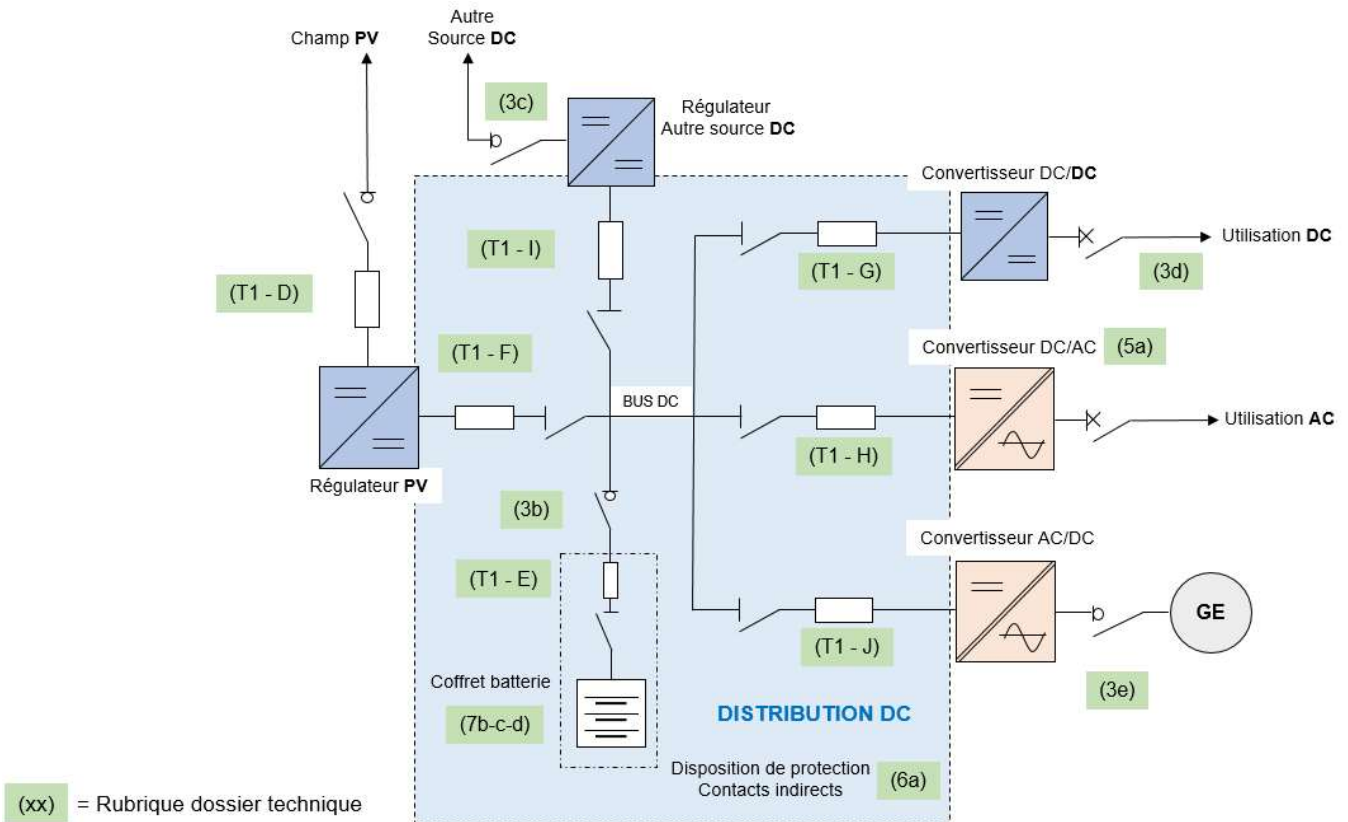 Autre
Source DC
Champ PV
(3c)
Régulateur
Autre source DC
Convertisseur DC/DC
(T1 - I)
(T1 - G)
Utilisation DC
(3d)
(T1 - D)
(T1 - F)
Convertisseur DC/AC
(5a)
BUS DC
Utilisation AC
(T1 - H)
Régulateur PV
(3b)
Convertisseur AC/DC
(T1 - E)
GE
(T1 - J)
Coffret batterie
(3e)
(7b-c-d)
DISTRIBUTION DC
Disposition de protection
Contacts indirects
(6a)
(xx) = Rubrique dossier technique